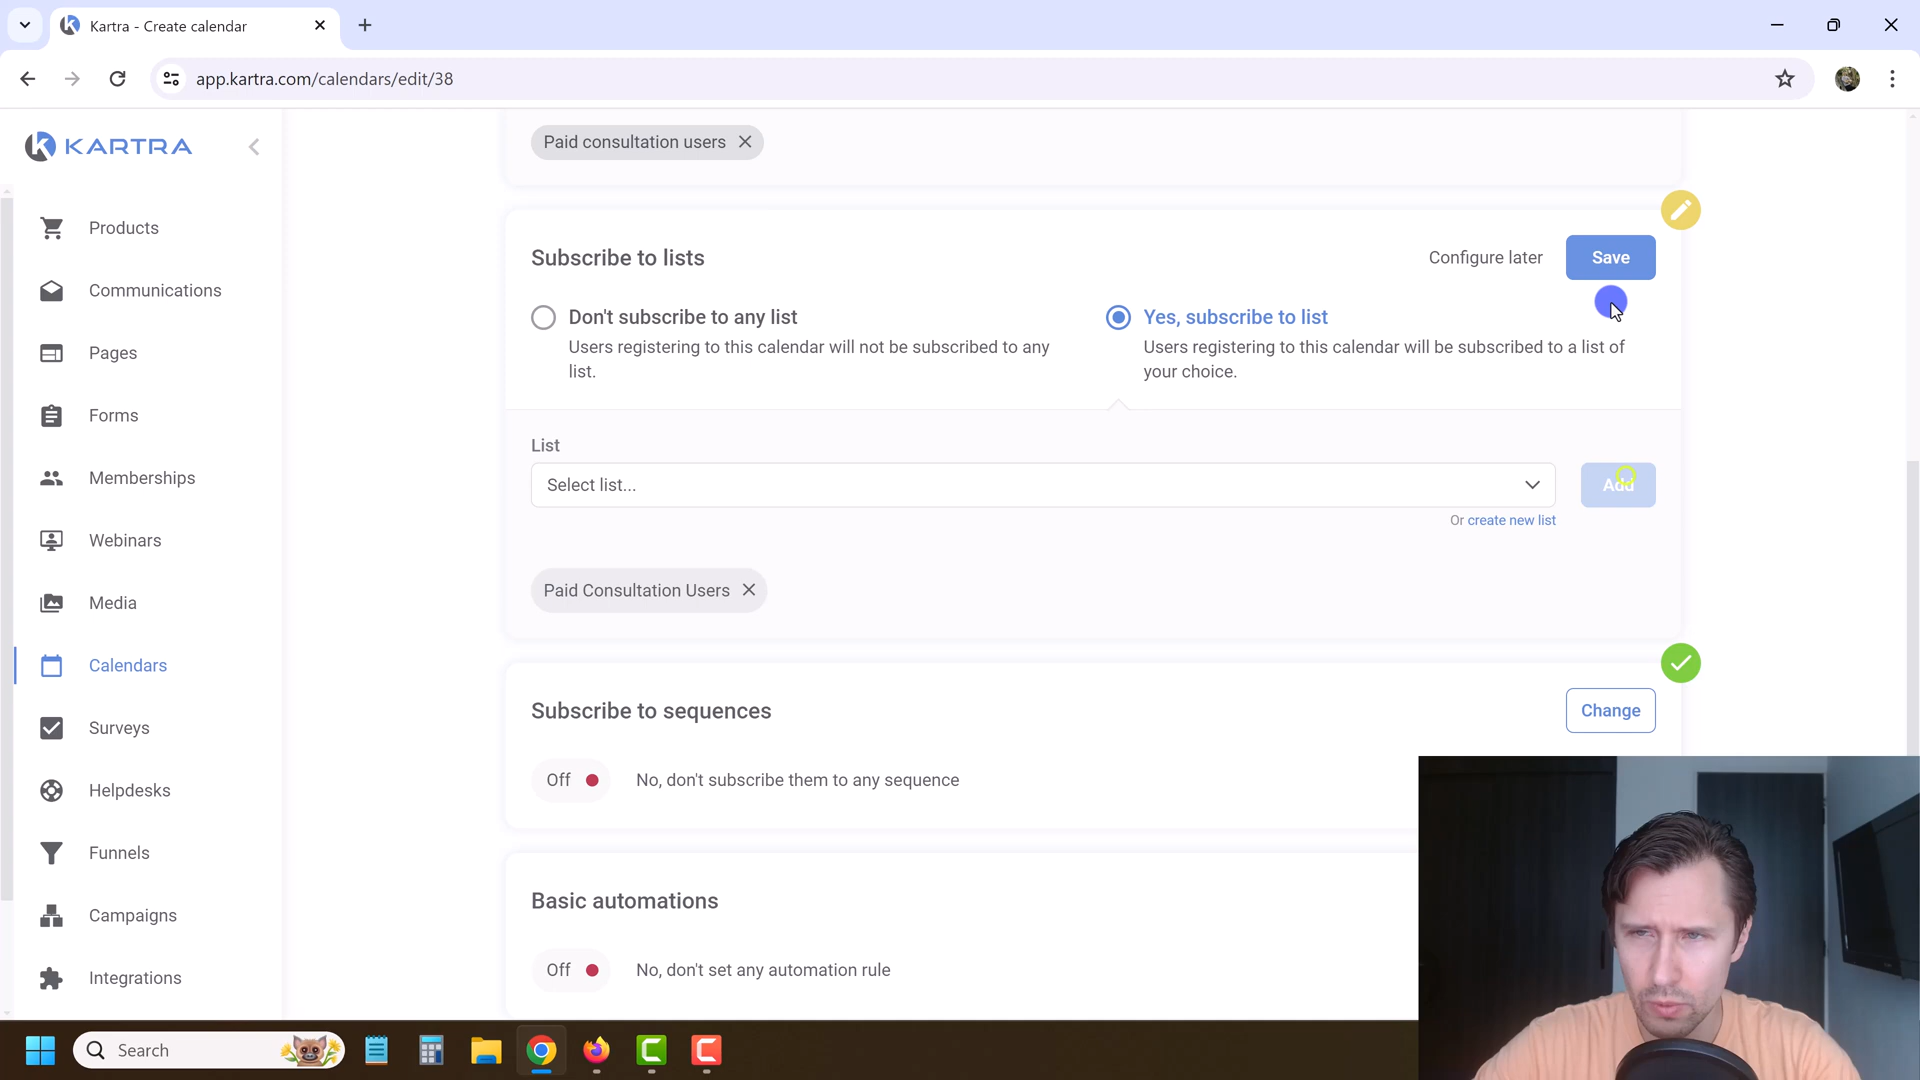 Kartra - Create calendar
app.kartra.com/calendars/edit/38
KARTRA
Products
Communications
Pages
Forms
Memberships
Webinars
Media
Calendars
Surveys
Helpdesks
Funnels
Campaigns
Integrations
Paid consultation users
Subscribe to lists
Configure later
Save
Don't subscribe to any list
Users registering to this calendar will not be subscribed to any
list.
Yes, subscribe to list
Users registering to this calendar will be subscribed to a list of
your choice.
List
Select list...
Add
Or create new list
Paid Consultation Users
Subscribe to sequences
Change
Off
No, don't subscribe them to any sequence
Basic automations
Off
No, don't set any automation rule
Search